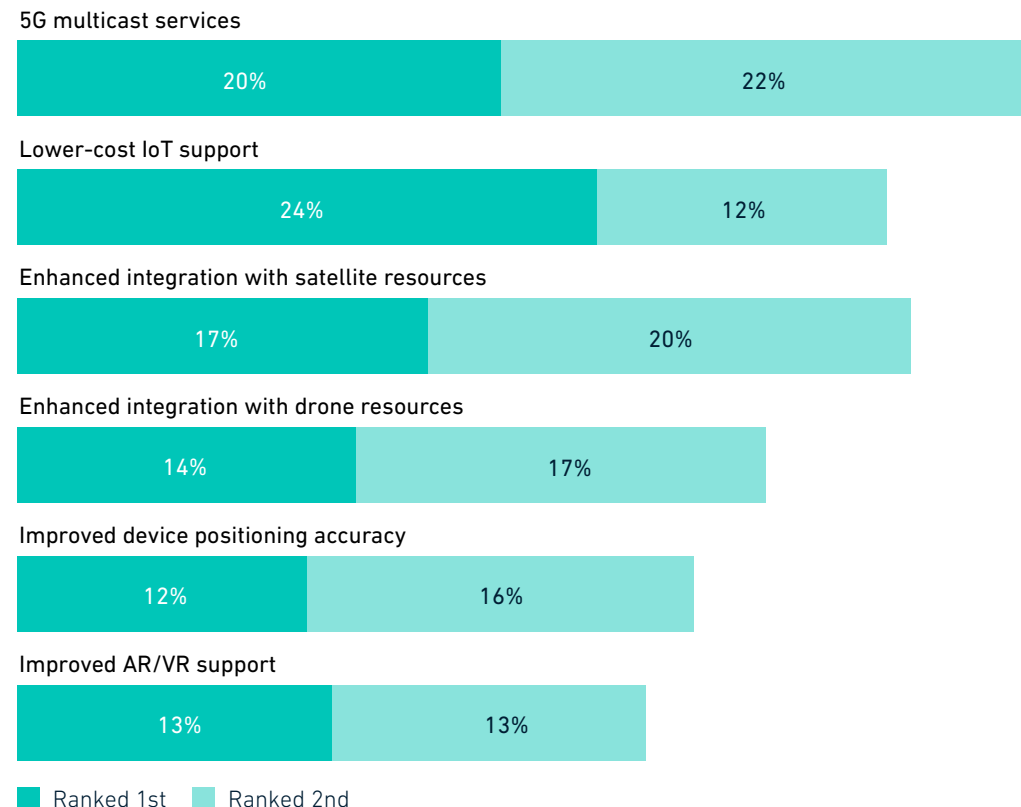 5G multicast services
20% 22%
Lower-cost IoT support
24% 12%
Enhanced integration with satellite resources
17% 20%
Enhanced integration with drone resources
14% 17%
Improved device positioning accuracy
12% 16%
Improved AR/VR support
13% 13%
Ranked 1st Ranked 2nd